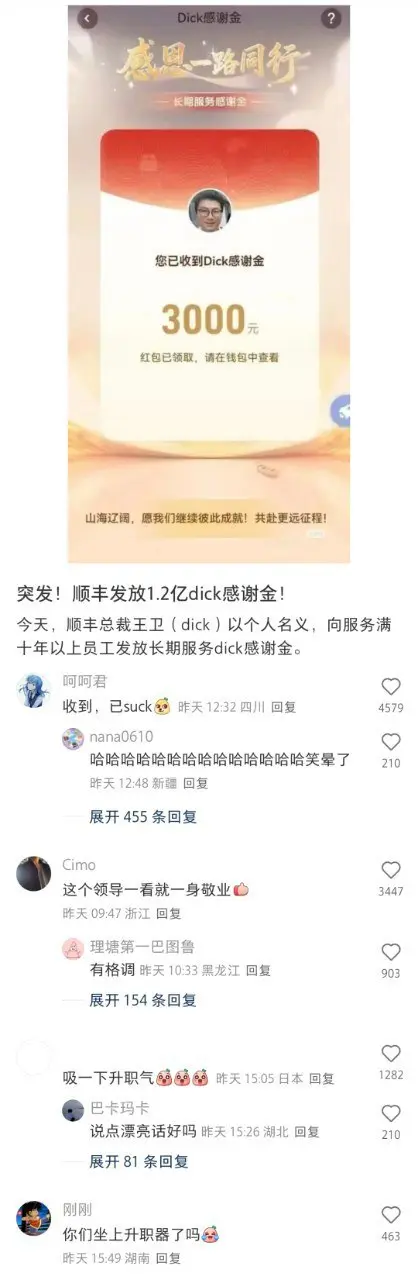 Dick感谢金
?
感恩一路同行
长期服务感谢金
您已收到Dick感谢金
3000元
红包已领取，请在钱包中查看
山海辽阔，愿我们继续彼此成就！共赴更远征程！
突发！顺丰发放1.2亿dick感谢金！
今天，顺丰总裁王卫（dick）以个人名义，向服务满
十年以上员工发放长期服务dick感谢金。
呵呵君
收到，已suck 昨天 12:32 四川 回复
4579
nana0610
哈哈哈哈哈哈哈哈哈哈哈哈哈哈笑晕了
昨天 12:48 新疆 回复
210
展开 455 条回复
Cimo
这个领导一看就一身敬业
昨天 09:47 浙江 回复
3447
理塘第一巴图鲁
有格调 昨天 10:33 黑龙江 回复
903
展开 154 条回复
吸一下升职气 昨天 15:05 日本 回复
1282
巴卡玛卡
说点漂亮话好吗 昨天 15:26 湖北 回复
210
展开 81 条回复
刚刚
你们坐上升职器了吗
昨天 15:49 湖南 回复
463